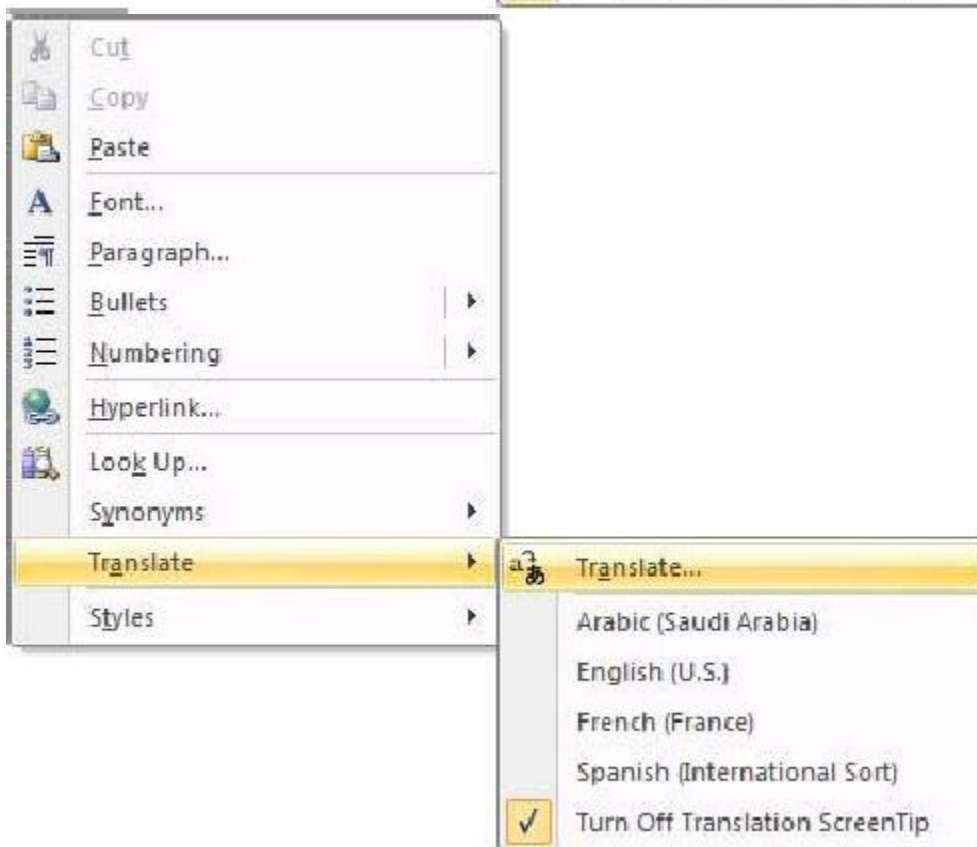 Cut
Copy
Paste
Font...
Paragraph...
Bullets
Numbering
Hyperlink...
Look Up...
Synonyms
Translate
Styles
Translate...
Arabic (Saudi Arabia)
English (U.S.)
French (France)
Spanish (International Sort)
Turn Off Translation ScreenTip